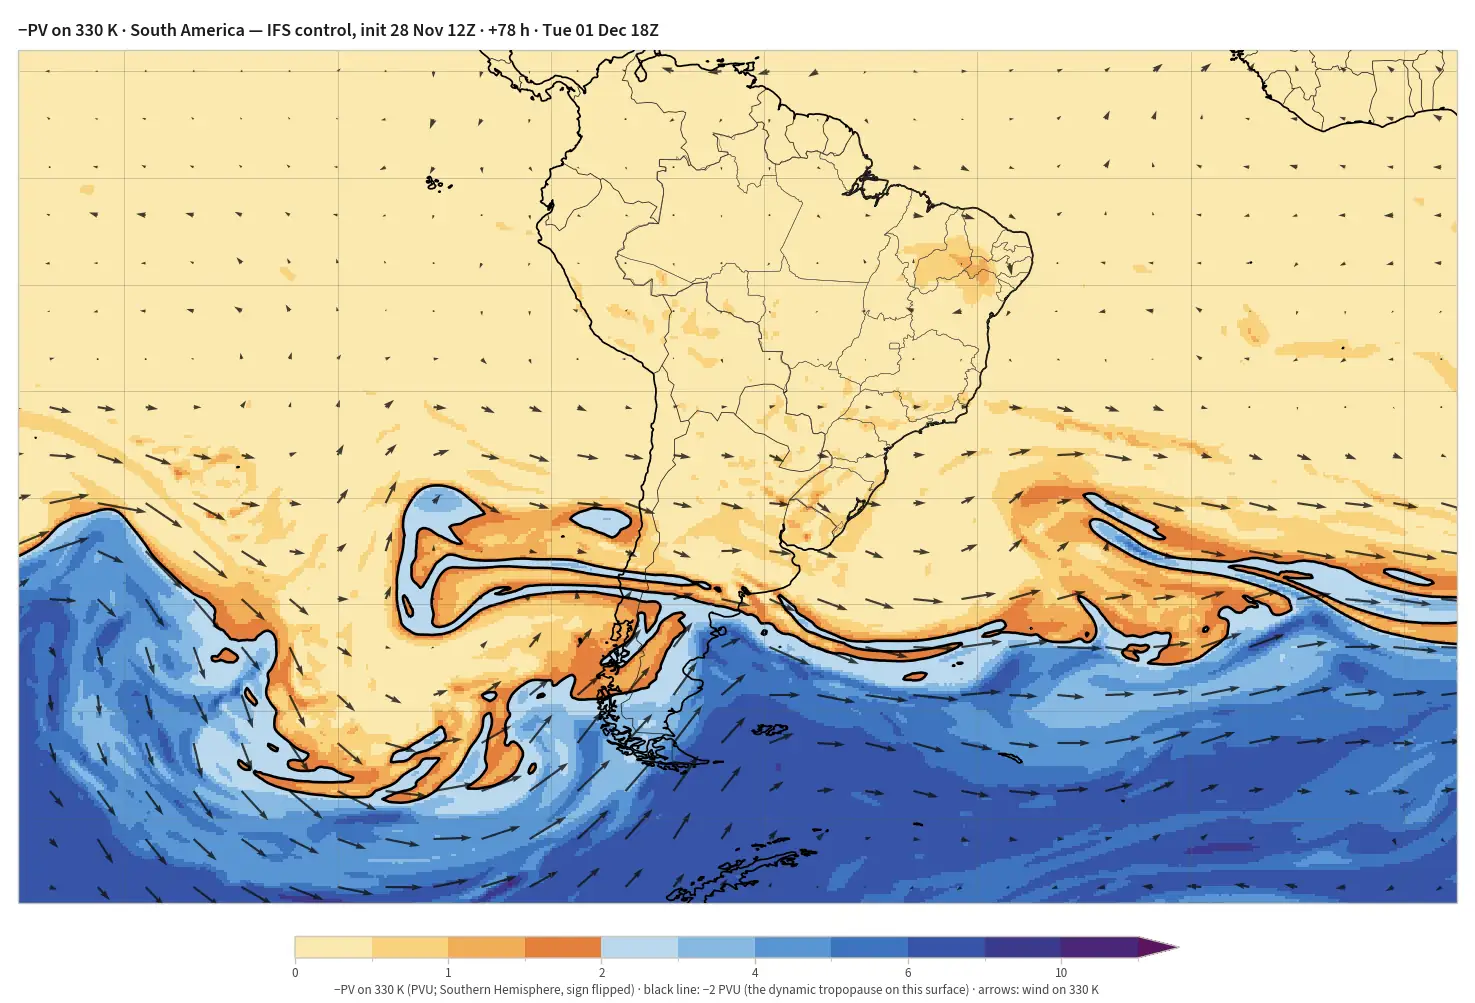 −PV on 330 K · South America — IFS control, init 28 Nov 12Z · +78 h · Tue 01 Dec 18Z
0 1 2 4 6 10
−PV on 330 K (PVU; Southern Hemisphere, sign flipped) · black line: −2 PVU (the dynamic tropopause on this surface) · arrows: wind on 330 K